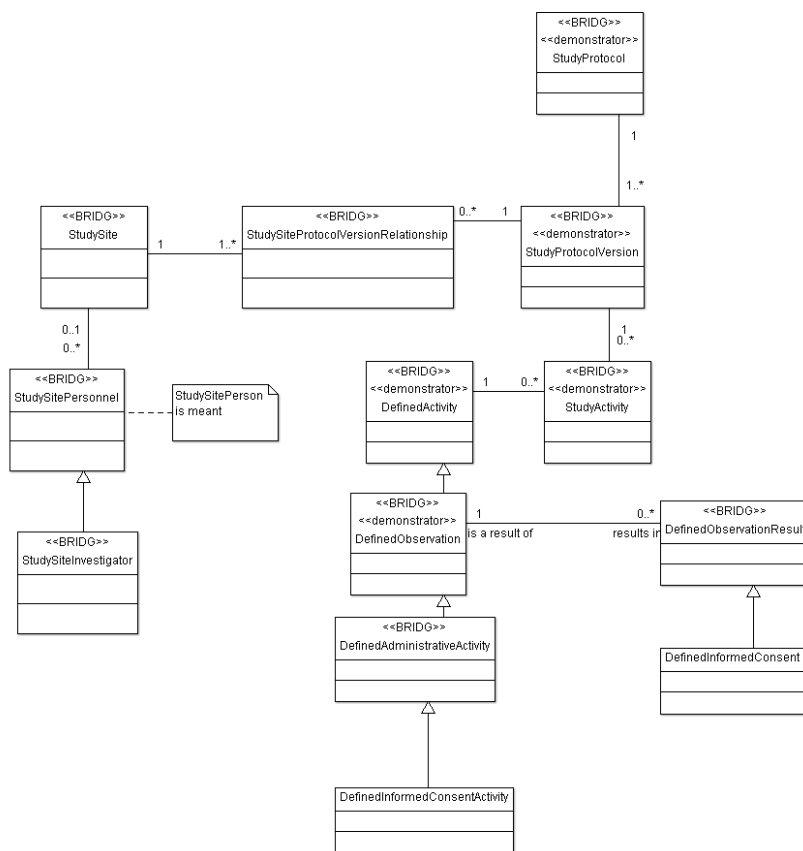 <<BRIDG>>
<<demonstrator>>
StudyProtocol
1
1..*
<<BRIDG>>
StudySite
1
1..*
<<BRIDG>>
StudySiteProtocolVersionRelationship
0..*
1
<<BRIDG>>
<<demonstrator>>
StudyProtocolVersion
0..1
0..*
1
0..*
<<BRIDG>>
StudySitePersonnel
StudySitePerson
is meant
<<BRIDG>>
<<demonstrator>>
DefinedActivity
1
0..*
<<BRIDG>>
<<demonstrator>>
StudyActivity
<<BRIDG>>
StudySiteInvestigator
<<BRIDG>>
<<demonstrator>>
DefinedObservation
1
is a result of
0..*
results in
<<BRIDG>>
DefinedObservationResult
<<BRIDG>>
DefinedAdministrativeActivity
DefinedInformedConsent
DefinedInformedConsentActivity